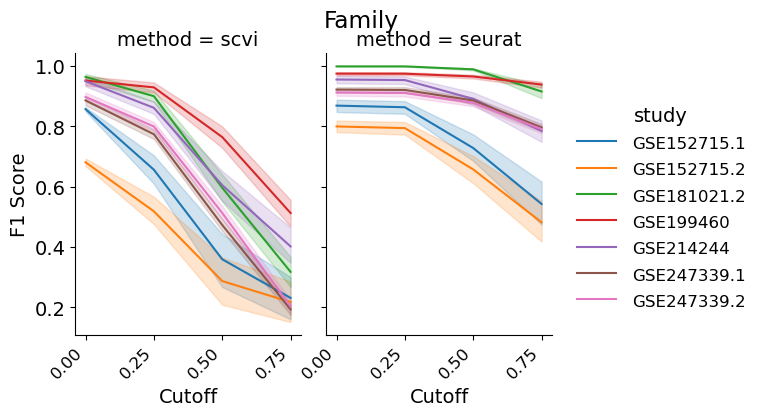 Family
method = scvi
method = seurat
F1 Score
1.0
0.8
0.6
0.4
0.2
0.00
0.25
0.50
0.75
Cutoff
0.00
0.25
0.50
0.75
Cutoff
study
GSE152715.1
GSE152715.2
GSE181021.2
GSE199460
GSE214244
GSE247339.1
GSE247339.2